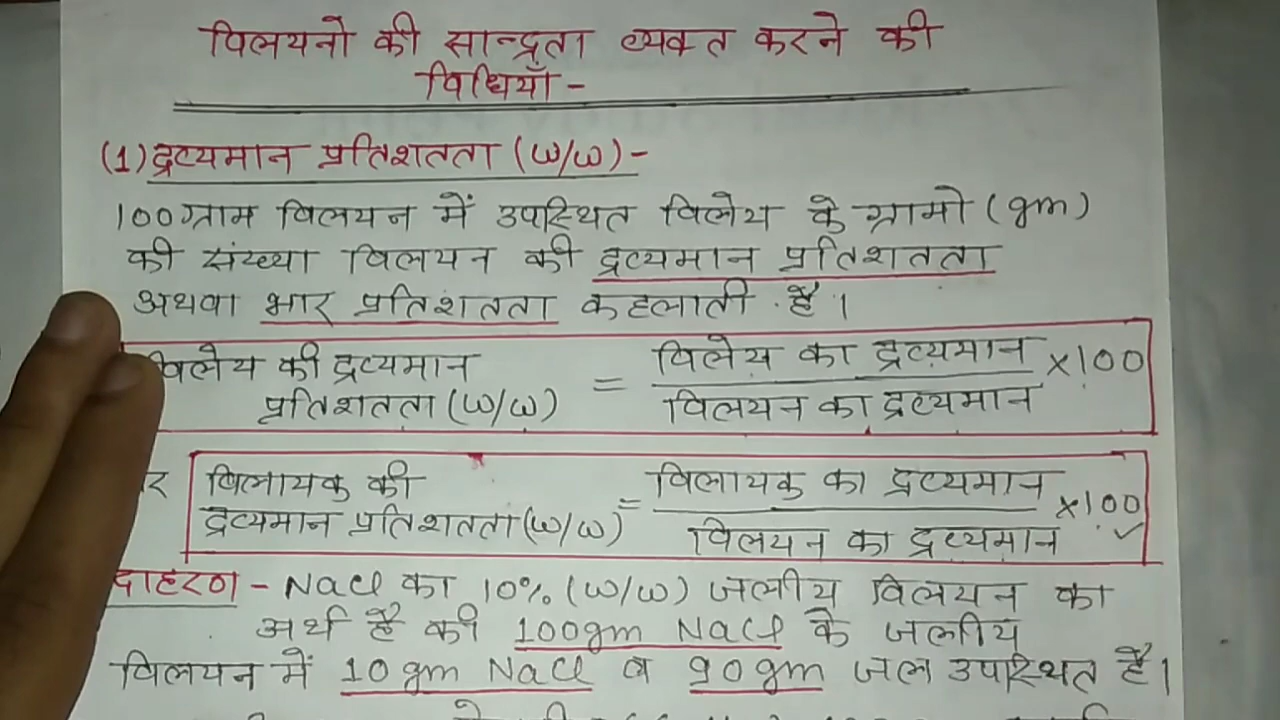 विलयनो की सान्द्रता व्यक्त करने की
विधियाँ -
(1) द्रव्यमान प्रतिशतता (w/w) -
100 ग्राम विलयन में उपस्थित विलेय के ग्रामो (gm)
की संख्या विलयन की द्रव्यमान प्रतिशतता
अथवा भार प्रतिशतता कहलाती है।
विलेय की द्रव्यमान
प्रतिशतता (w/w) = विलेय का द्रव्यमान / विलयन का द्रव्यमान × 100
र विलायक की
द्रव्यमान प्रतिशतता (w/w) = विलायक का द्रव्यमान / विलयन का द्रव्यमान × 100
दाहरण - NaCl का 10% (w/w) जलीय विलयन का
अर्थ है की 100gm NaCl के जलीय
विलयन में 10 gm NaCl व 90gm जल उपस्थित है।